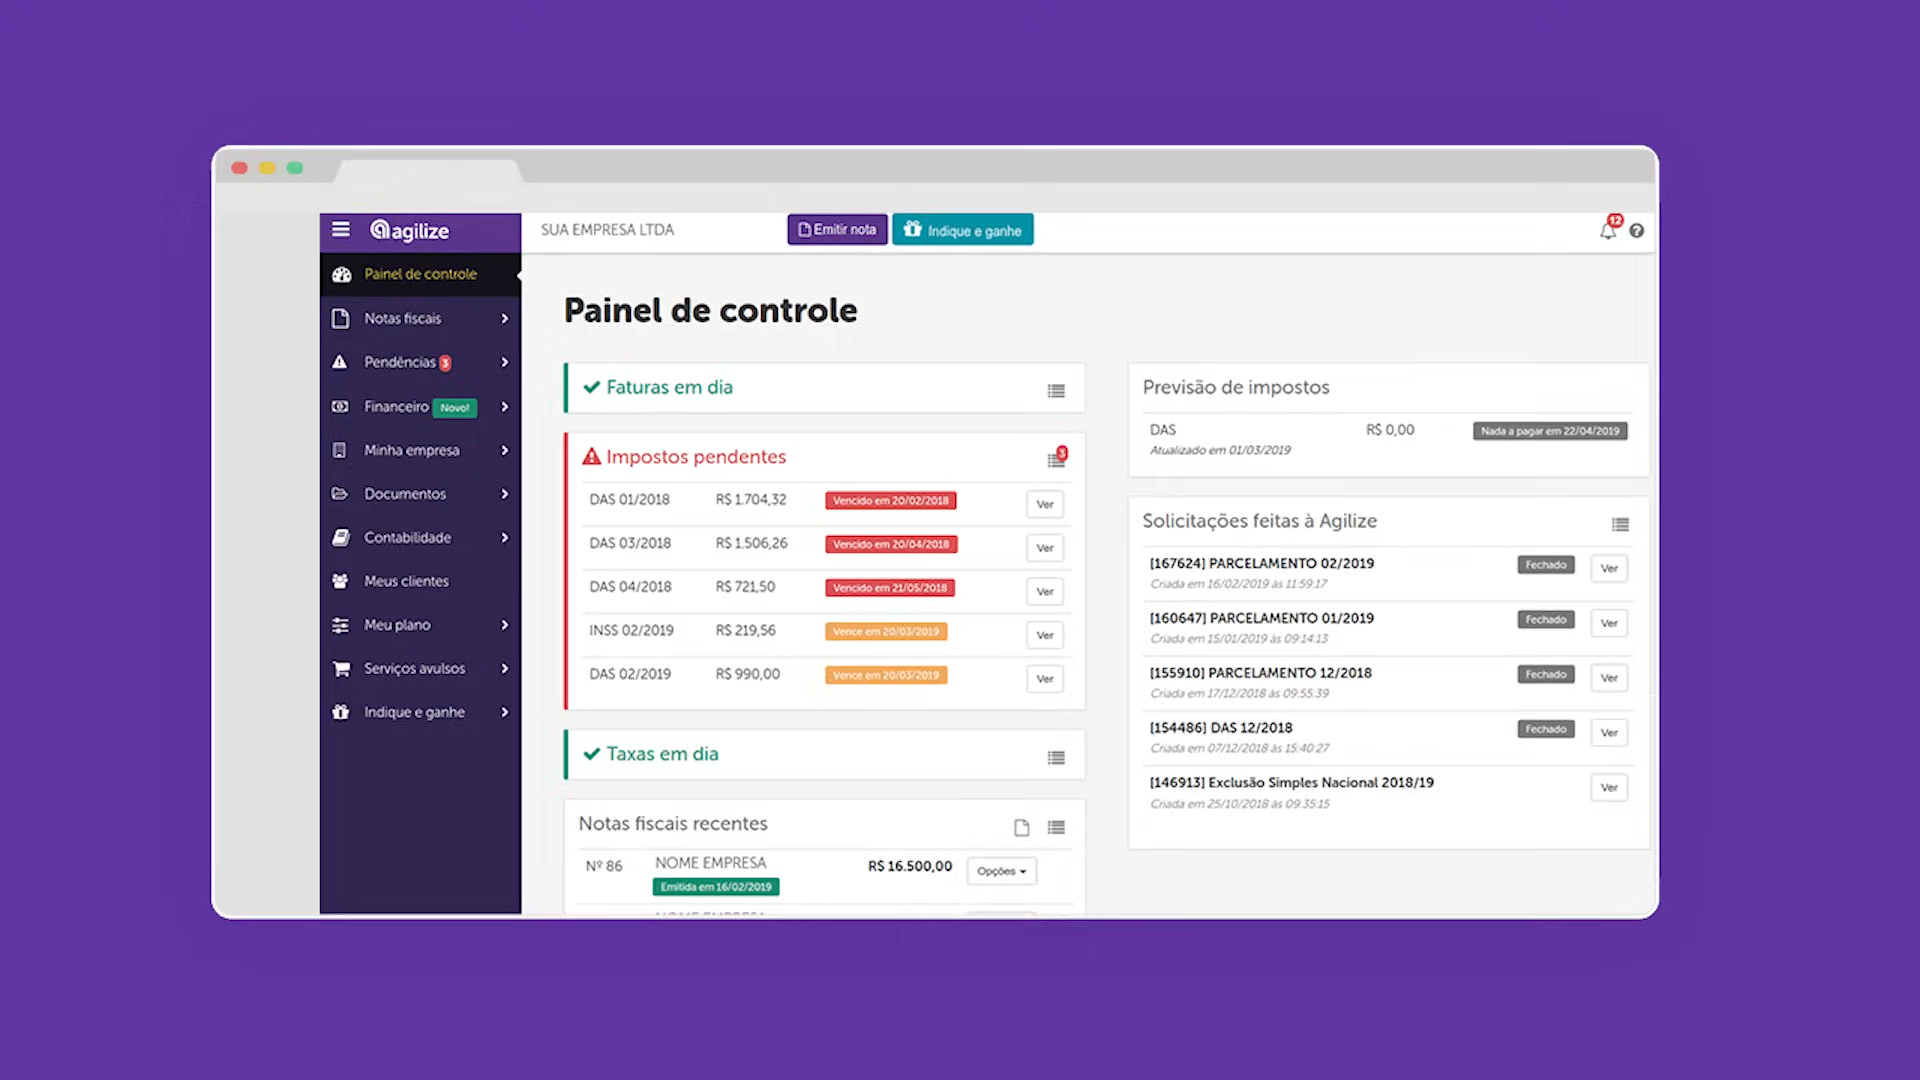 agilize
SUA EMPRESA LTDA
Emitir nota
Indique e ganhe
12
Painel de controle
Notas fiscais
Pendências 3
Financeiro Novo!
Minha empresa
Documentos
Contabilidade
Meus clientes
Meu plano
Serviços avulsos
Indique e ganhe
Painel de controle
Faturas em dia
Impostos pendentes 3
DAS 01/2018 R$ 1.704,32 Vencido em 20/02/2018 Ver
DAS 03/2018 R$ 1.506,26 Vencido em 20/04/2018 Ver
DAS 04/2018 R$ 721,50 Vencido em 21/05/2018 Ver
INSS 02/2019 R$ 219,56 Vence em 20/03/2019 Ver
DAS 02/2019 R$ 990,00 Vence em 20/03/2019 Ver
Taxas em dia
Notas fiscais recentes
Nº 86 NOME EMPRESA R$ 16.500,00 Opções
Emitida em 16/02/2019
Previsão de impostos
DAS R$ 0,00 Nada a pagar em 22/04/2019
Atualizado em 01/03/2019
Solicitações feitas à Agilize
[167624] PARCELAMENTO 02/2019 Fechado Ver
Criada em 16/02/2019 às 11:59:17
[160647] PARCELAMENTO 01/2019 Fechado Ver
Criada em 15/01/2019 às 09:14:13
[155910] PARCELAMENTO 12/2018 Fechado Ver
Criada em 17/12/2018 às 09:55:39
[154486] DAS 12/2018 Fechado Ver
Criada em 07/12/2018 às 15:40:27
[146913] Exclusão Simples Nacional 2018/19 Ver
Criada em 25/10/2018 às 09:35:15